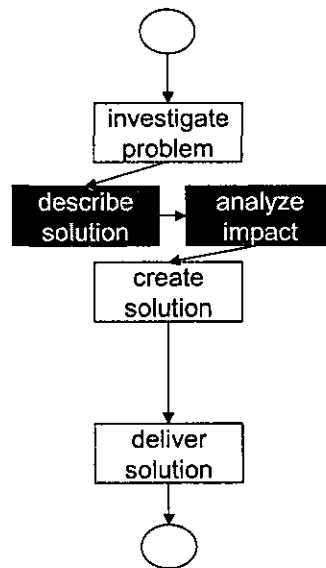 investigate
problem
describe
solution
analyze
impact
create
solution
deliver
solution